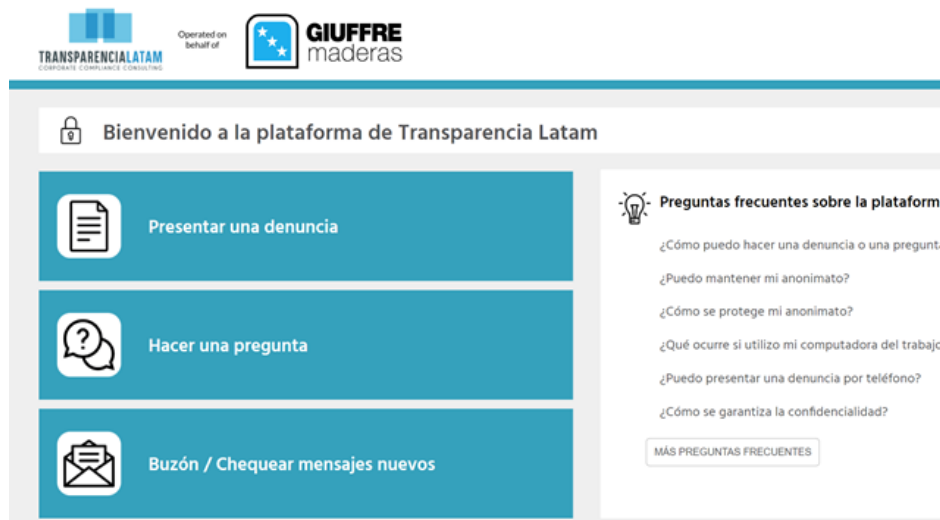 TRANSPARENCIALATAM
CORPORATE COMPLIANCE CONSULTING
Operated on
behalf of
GIUFFRE
maderas
Bienvenido a la plataforma de Transparencia Latam
Presentar una denuncia
Hacer una pregunta
Buzón / Chequear mensajes nuevos
Preguntas frecuentes sobre la plataform
¿Cómo puedo hacer una denuncia o una pregunta
¿Puedo mantener mi anonimato?
¿Cómo se protege mi anonimato?
¿Qué ocurre si utilizo mi computadora del trabajo
¿Puedo presentar una denuncia por teléfono?
¿Cómo se garantiza la confidencialidad?
MÁS PREGUNTAS FRECUENTES